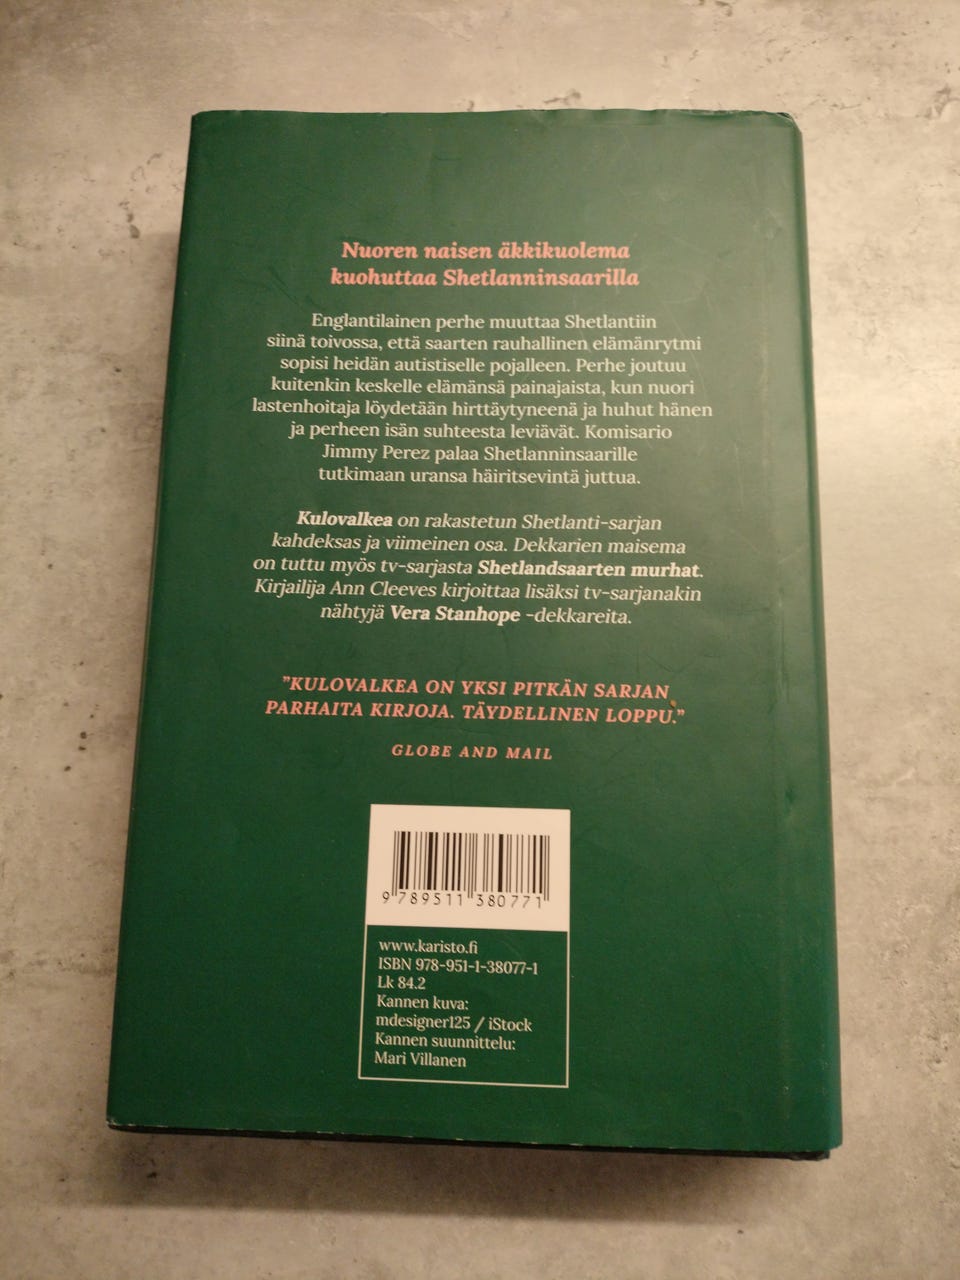 Nuoren naisen äkkikuolema
kuohuttaa Shetlanninsaarilla
Englantilainen perhe muuttaa Shetlantiin
siinä toivossa, että saarten rauhallinen elämänrytmi
sopisi heidän autistiselle pojalleen. Perhe joutuu
kuitenkin keskelle elämänsä painajaista, kun nuori
lastenhoitaja löydetään hirttäytyneenä ja huhut hänen
ja perheen isän suhteesta leviävät. Komisario
Jimmy Perez palaa Shetlanninsaarille
tutkimaan uransa häiritsevintä juttua.
Kulovalkea on rakastetun Shetlanti-sarjan
kahdeksas ja viimeinen osa. Dekkarien maisema
on tuttu myös tv-sarjasta Shetlandsaarten murhat.
Kirjailija Ann Cleeves kirjoittaa lisäksi tv-sarjanakin
nähtyjä Vera Stanhope -dekkareita.
"KULOVALKEA ON YKSI PITKÄN SARJAN
PARHAITA KIRJOJA. TÄYDELLINEN LOPPU."
GLOBE AND MAIL
9 789511 380771
www.karisto.fi
ISBN 978-951-1-38077-1
Lk 84.2
Kannen kuva:
mdesigner125 / iStock
Kannen suunnittelu:
Mari Villanen